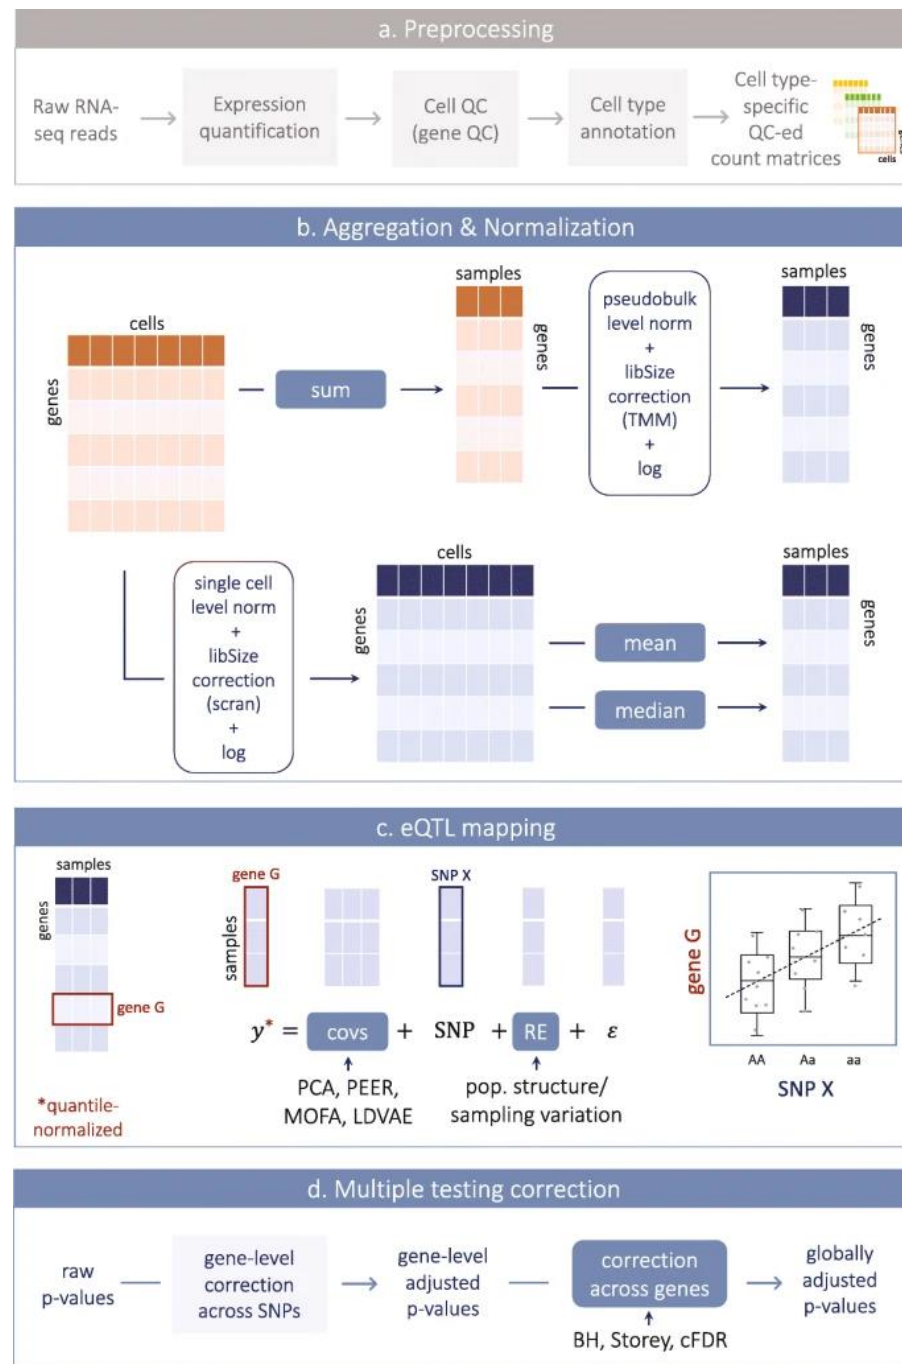 a. Preprocessing
Raw RNA-
seq reads
Expression
quantification
Cell QC
(gene QC)
Cell type
annotation
Cell type-
specific
QC-ed
count matrices
cells
b. Aggregation & Normalization
cells
genes
sum
samples
genes
pseudobulk
level norm
+
libSize
correction
(TMM)
+
log
samples
genes
single cell
level norm
+
libSize
correction
(scran)
+
log
cells
genes
mean
median
samples
genes
c. eQTL mapping
samples
genes
gene G
*quantile-
normalized
gene G
samples
SNP X
y* = covs + SNP + RE + ε
PCA, PEER,
MOFA, LDVAE
pop. structure/
sampling variation
gene G
AA Aa aa
SNP X
d. Multiple testing correction
raw
p-values
gene-level
correction
across SNPs
gene-level
adjusted
p-values
correction
across genes
BH, Storey, cFDR
globally
adjusted
p-values